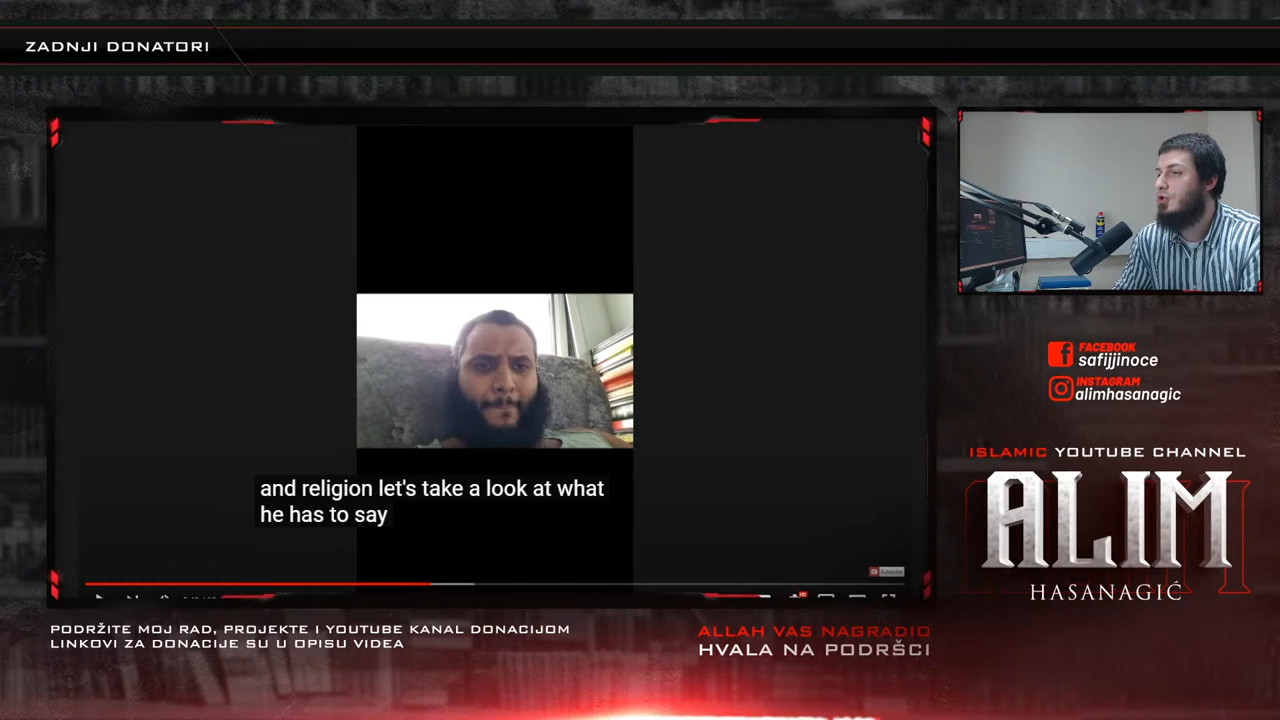 ZADNJI DONATORI
and religion let's take a look at what
he has to say
Subscribe
HD
FACEBOOK
safijjinoce
INSTAGRAM
alimhasanagic
ISLAMIC YOUTUBE CHANNEL
ALIM
HASANAGIĆ
PODRŽITE MOJ RAD, PROJEKTE I YOUTUBE KANAL DONACIJOM
LINKOVI ZA DONACIJE SU U OPISU VIDEA
ALLAH VAS NAGRADIO
HVALA NA PODRŠCI